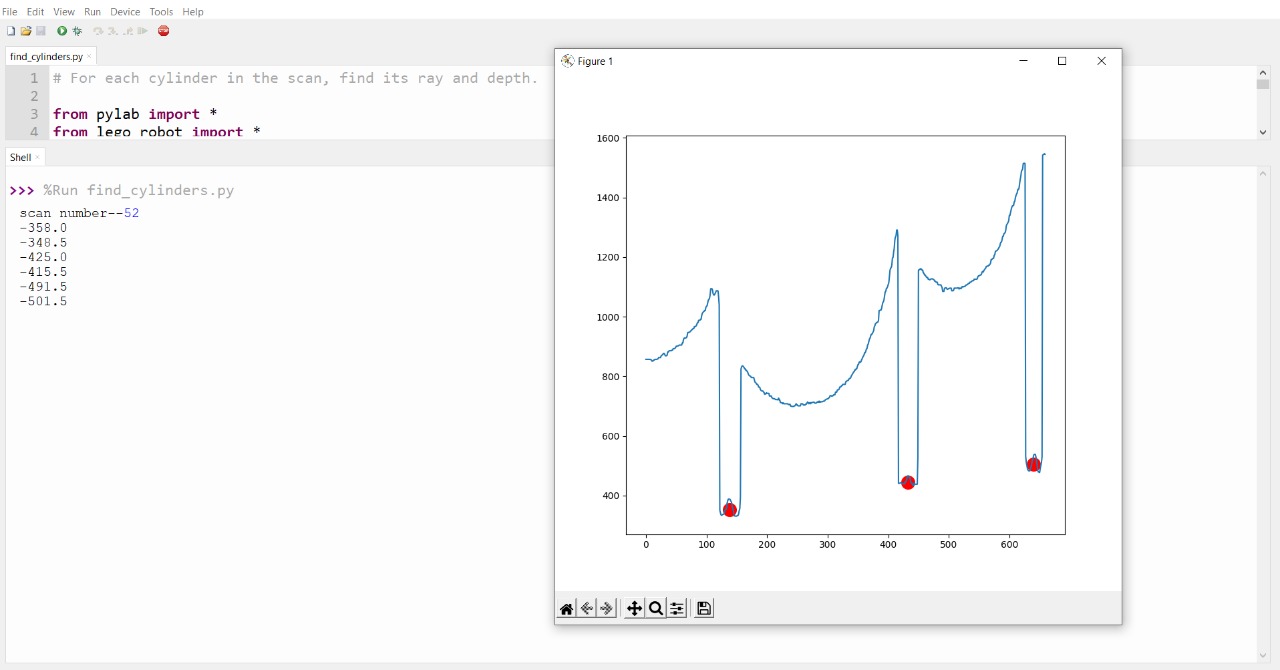 File Edit View Run Device Tools Help
find_cylinders.py ×
1 # For each cylinder in the scan, find its ray and depth.
2
3 from pylab import *
4 from lego_robot import *
Shell ×
>>> %Run find_cylinders.py
scan number--52
-358.0
-348.5
-425.0
-415.5
-491.5
-501.5
Figure 1
1600
1400
1200
1000
800
600
400
0 100 200 300 400 500 600